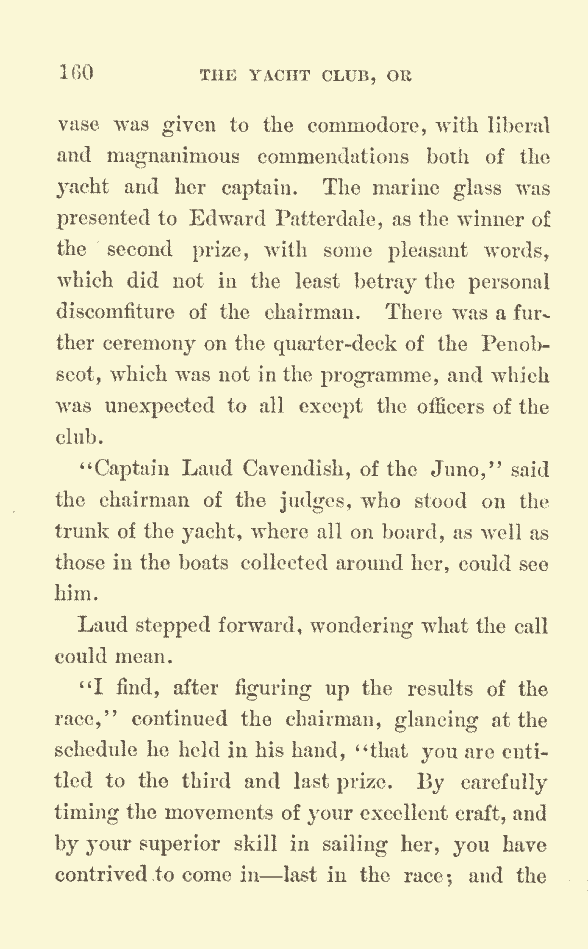 160 THE YACHT CLUB, OR
vase was given to the commodore, with liberal
and magnanimous commendations both of the
yacht and her captain. The marine glass was
presented to Edward Patterdale, as the winner of
the second prize, with some pleasant words,
which did not in the least betray the personal
discomfiture of the chairman. There was a fur-
ther ceremony on the quarter-deck of the Penob-
scot, which was not in the programme, and which
was unexpected to all except the officers of the
club.
“Captain Laud Cavendish, of the Juno,” said
the chairman of the judges, who stood on the
trunk of the yacht, where all on board, as well as
those in the boats collected around her, could see
him.
Laud stepped forward, wondering what the call
could mean.
“I find, after figuring up the results of the
race,” continued the chairman, glancing at the
schedule he held in his hand, “that you are enti-
tled to the third and last prize. By carefully
timing the movements of your excellent craft, and
by your superior skill in sailing her, you have
contrived to come in—last in the race; and the